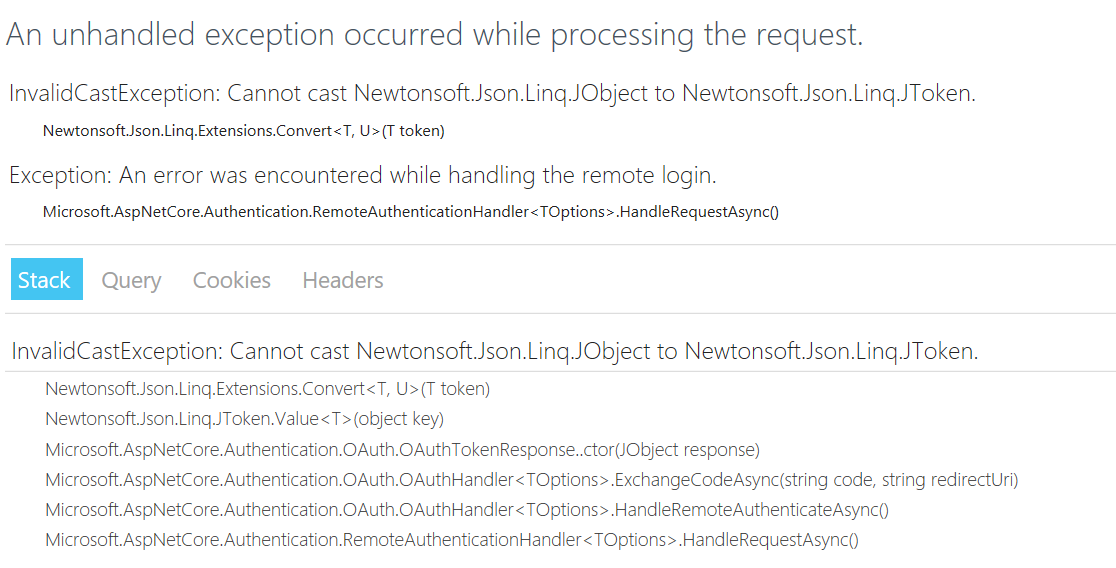 An unhandled exception occurred while processing the request.
InvalidCastException: Cannot cast Newtonsoft.Json.Linq.JObject to Newtonsoft.Json.Linq.JToken.
Newtonsoft.Json.Linq.Extensions.Convert<T, U>(T token)
Exception: An error was encountered while handling the remote login.
Microsoft.AspNetCore.Authentication.RemoteAuthenticationHandler<TOptions>.HandleRequestAsync()
Stack Query Cookies Headers
InvalidCastException: Cannot cast Newtonsoft.Json.Linq.JObject to Newtonsoft.Json.Linq.JToken.
Newtonsoft.Json.Linq.Extensions.Convert<T, U>(T token)
Newtonsoft.Json.Linq.JToken.Value<T>(object key)
Microsoft.AspNetCore.Authentication.OAuth.OAuthTokenResponse..ctor(JObject response)
Microsoft.AspNetCore.Authentication.OAuth.OAuthHandler<TOptions>.ExchangeCodeAsync(string code, string redirectUri)
Microsoft.AspNetCore.Authentication.OAuth.OAuthHandler<TOptions>.HandleRemoteAuthenticateAsync()
Microsoft.AspNetCore.Authentication.RemoteAuthenticationHandler<TOptions>.HandleRequestAsync()